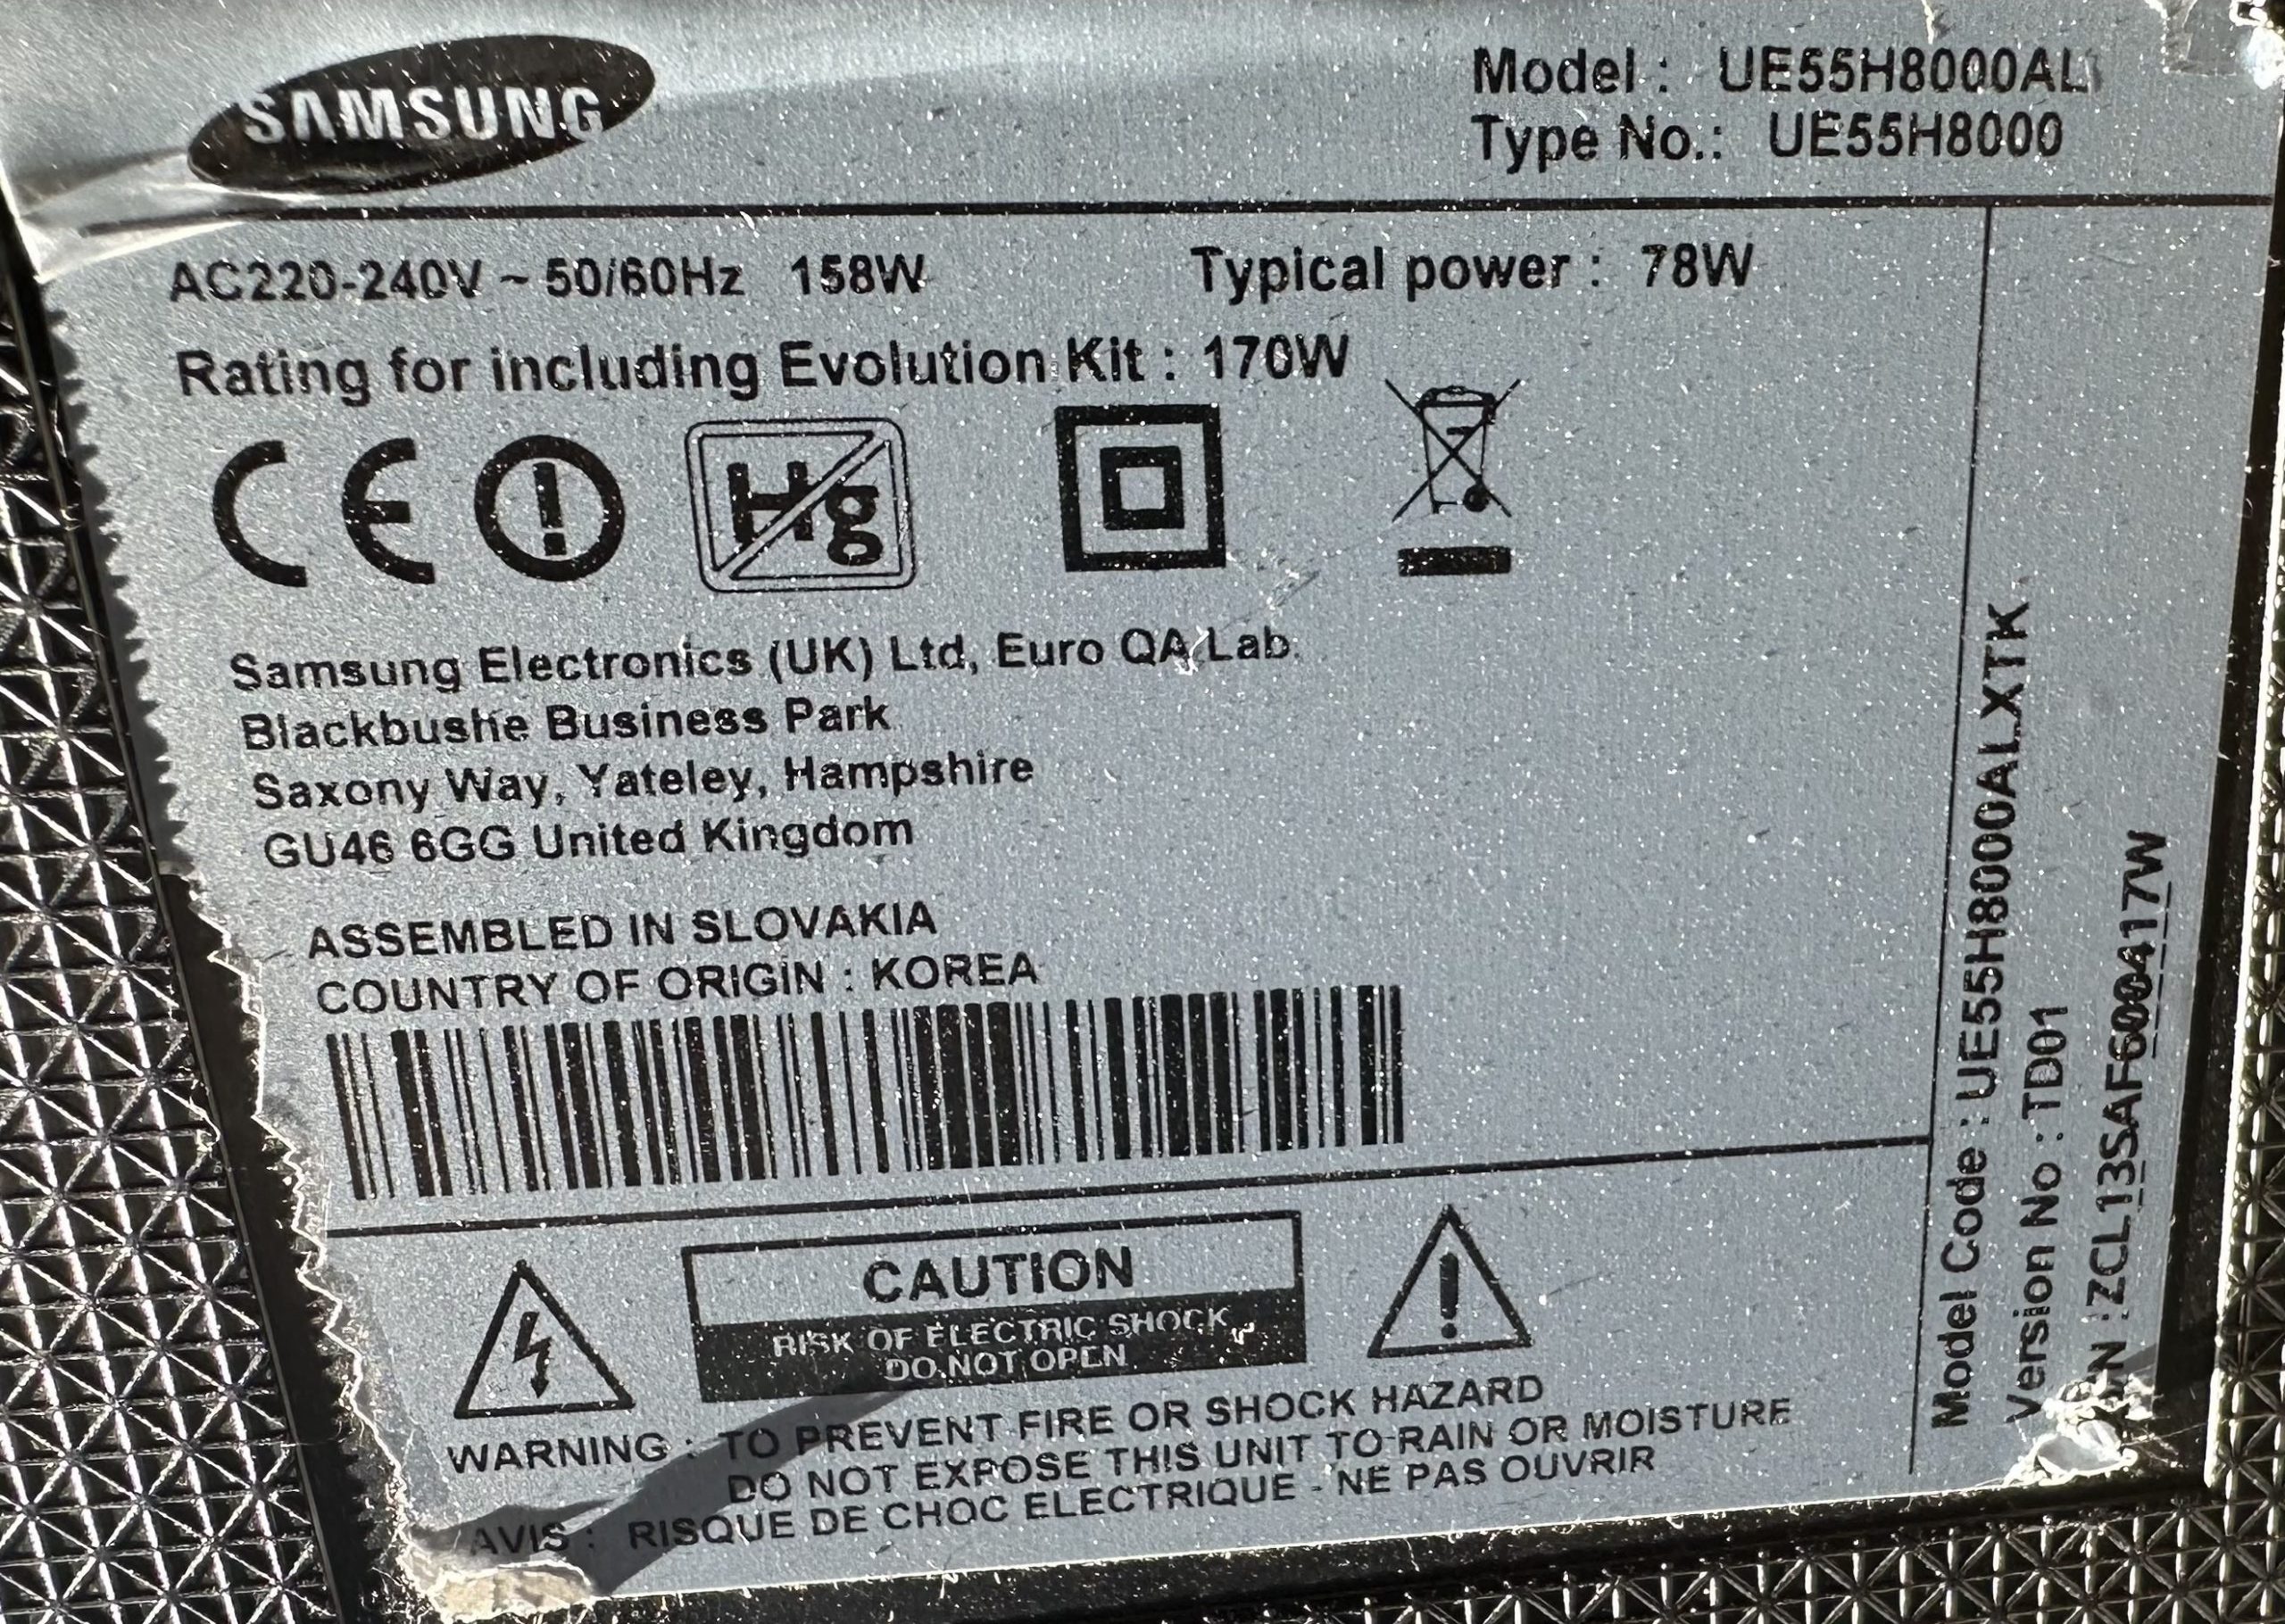 SAMSUNG
Model : UE55H8000AL
Type No.: UE55H8000
AC220-240V ~ 50/60Hz 158W
Typical power : 78W
Rating for including Evolution Kit : 170W
CE
Hg
Samsung Electronics (UK) Ltd, Euro QA Lab.
Blackbushe Business Park
Saxony Way, Yateley, Hampshire
GU46 6GG United Kingdom
ASSEMBLED IN SLOVAKIA
COUNTRY OF ORIGIN : KOREA
CAUTION
RISK OF ELECTRIC SHOCK
DO NOT OPEN
WARNING : TO PREVENT FIRE OR SHOCK HAZARD
DO NOT EXPOSE THIS UNIT TO RAIN OR MOISTURE
AVIS : RISQUE DE CHOC ELECTRIQUE - NE PAS OUVRIR
Model Code : UE55H8000ALXTK
Version No : TD01
SN : ZCL13SAF600417W